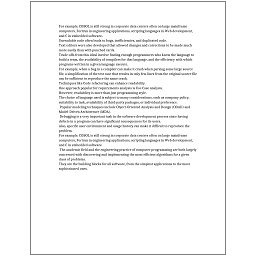 For example, COBOL is still strong in corporate data centers often on large mainframe
computers, Fortran in engineering applications, scripting languages in Web development,
and C in embedded software.
Unreadable code often leads to bugs, inefficiencies, and duplicated code.
Text editors were also developed that allowed changes and corrections to be made much
more easily than with punched cards.
Trade-offs from this ideal involve finding enough programmers who know the language to
build a team, the availability of compilers for that language, and the efficiency with which
programs written in a given language execute.
For example, when a bug in a compiler can make it crash when parsing some large source
file, a simplification of the test case that results in only few lines from the original source file
can be sufficient to reproduce the same crash.
Techniques like Code refactoring can enhance readability.
One approach popular for requirements analysis is Use Case analysis.
However, readability is more than just programming style.
The choice of language used is subject to many considerations, such as company policy,
suitability to task, availability of third-party packages, or individual preference.
Popular modeling techniques include Object-Oriented Analysis and Design (OOAD) and
Model-Driven Architecture (MDA).
Debugging is a very important task in the software development process since having
defects in a program can have significant consequences for its users.
Also, specific user environment and usage history can make it difficult to reproduce the
problem.
For example, COBOL is still strong in corporate data centers often on large mainframe
computers, Fortran in engineering applications, scripting languages in Web development,
and C in embedded software.
The academic field and the engineering practice of computer programming are both largely
concerned with discovering and implementing the most efficient algorithms for a given
class of problems.
They are the building blocks for all software, from the simplest applications to the most
sophisticated ones.